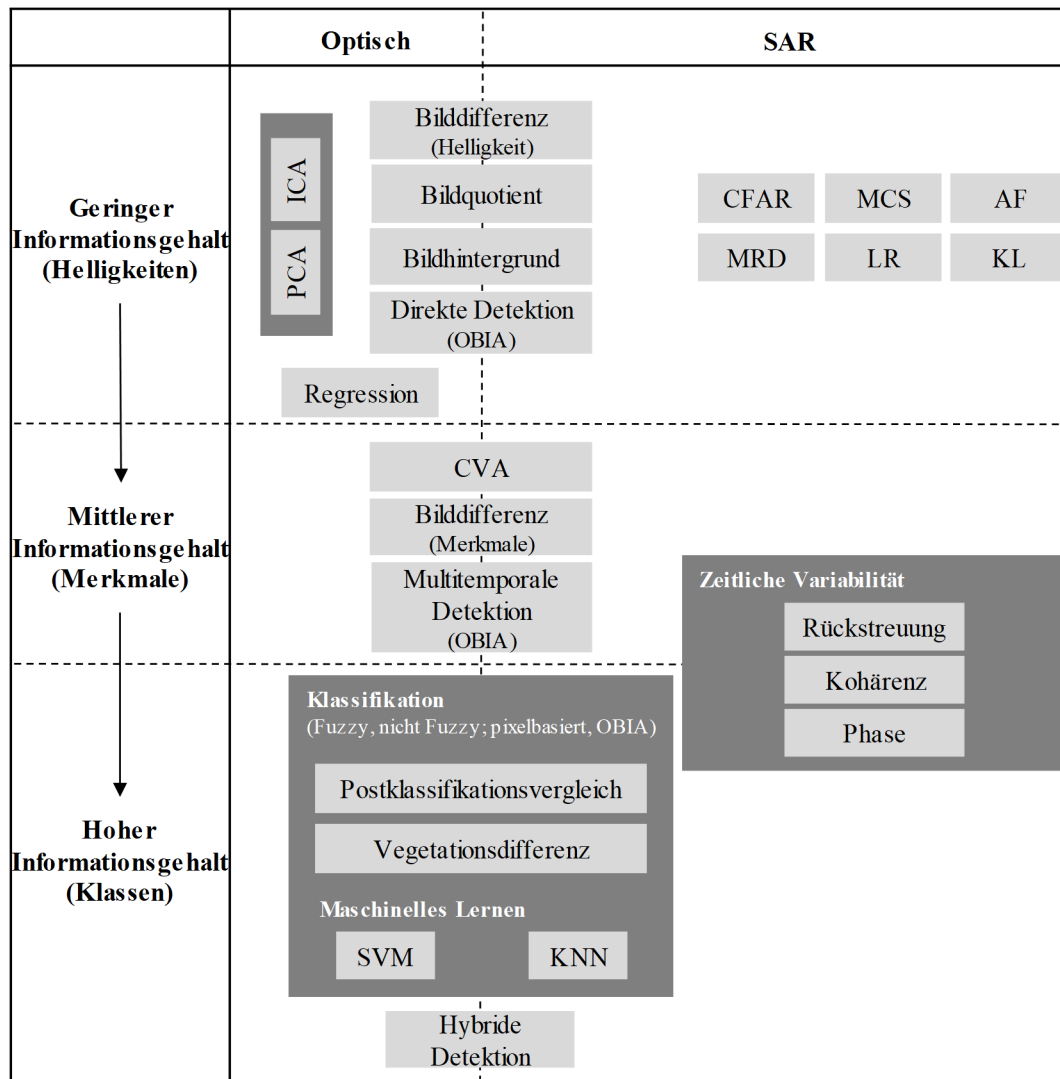 Optisch
SAR
Geringer
Informationsgehalt
(Helligkeiten)
ICA
PCA
Bilddifferenz
(Helligkeit)
Bildquotient
Bildhintergrund
Direkte Detektion
(OBIA)
Regression
CFAR
MCS
AF
MRD
LR
KL
Mittlerer
Informationsgehalt
(Merkmale)
CVA
Bilddifferenz
(Merkmale)
Multitemporale
Detektion
(OBIA)
Zeitliche Variabilität
Rückstreuung
Kohärenz
Phase
Hoher
Informationsgehalt
(Klassen)
Klassifikation
(Fuzzy, nicht Fuzzy; pixelbasiert, OBIA)
Postklassifikationsvergleich
Vegetationsdifferenz
Maschinelles Lernen
SVM
KNN
Hybride
Detektion